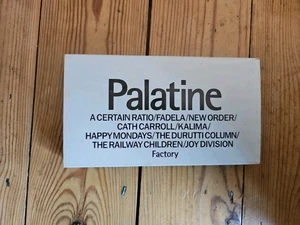 Palatine
A CERTAIN RATIO/FADELA/NEW ORDER/
CATH CARROLL/KALIMA/
HAPPY MONDAYS/THE DURUTTI COLUMN/
THE RAILWAY CHILDREN/JOY DIVISION
Factory